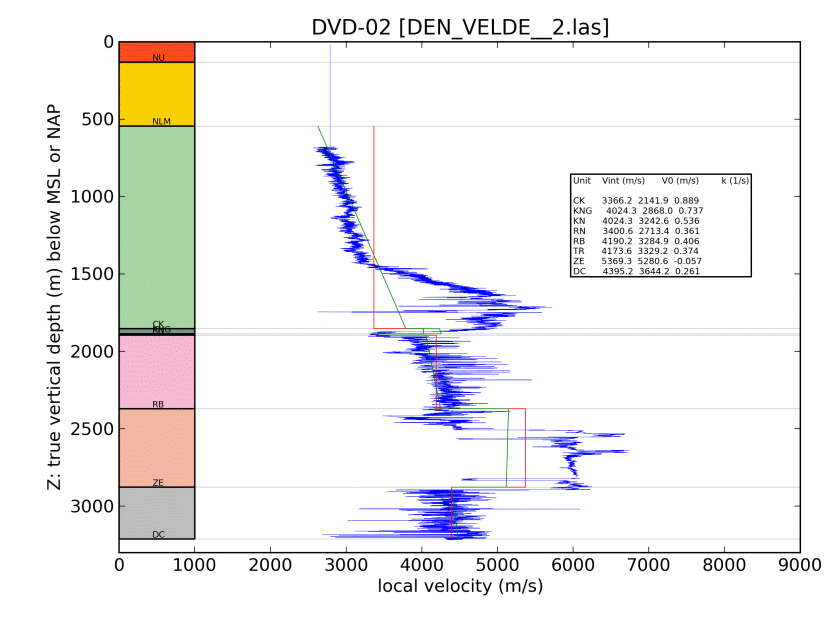 DVD-02 [DEN_VELDE__2.las]
0
NU
500
NLM
1000
1500
CK
2000
RB
2500
ZE
3000
DC
Z: true vertical depth (m) below MSL or NAP
Unit Vint (m/s) V0 (m/s) k (1/s)
CK 3366.2 2141.9 0.889
KNG 4024.3 2868.0 0.737
KN 4024.3 3242.6 0.536
RN 3400.6 2713.4 0.361
RB 4190.2 3284.9 0.406
TR 4173.6 3329.2 0.374
ZE 5369.3 5280.6 -0.057
DC 4395.2 3644.2 0.261
0 1000 2000 3000 4000 5000 6000 7000 8000 9000
local velocity (m/s)